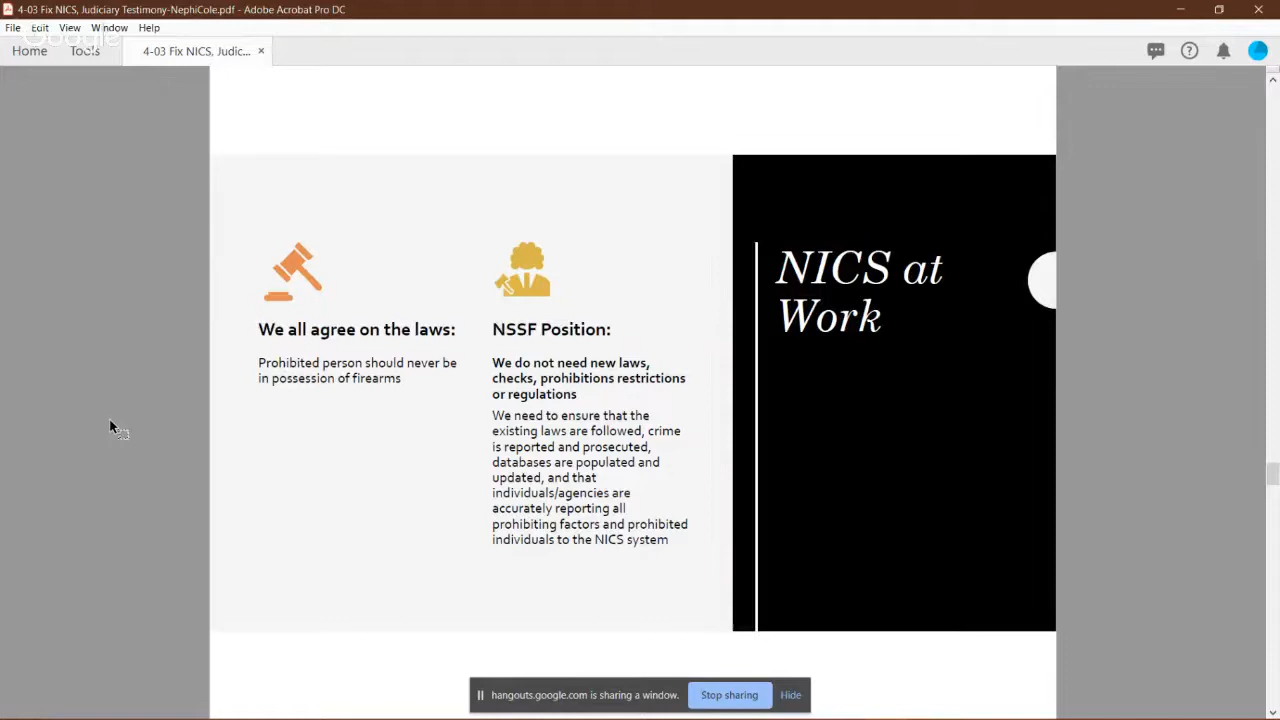 4-03 Fix NICS, Judiciary Testimony-NephiCole.pdf - Adobe Acrobat Pro DC
File Edit View Window Help
Google
Home Tools 4-03 Fix NICS, Judic... ×
We all agree on the laws:
Prohibited person should never be
in possession of firearms
NSSF Position:
We do not need new laws,
checks, prohibitions restrictions
or regulations
We need to ensure that the
existing laws are followed, crime
is reported and prosecuted,
databases are populated and
updated, and that
individuals/agencies are
accurately reporting all
prohibiting factors and prohibited
individuals to the NICS system
NICS at
Work
hangouts.google.com is sharing a window. Stop sharing Hide